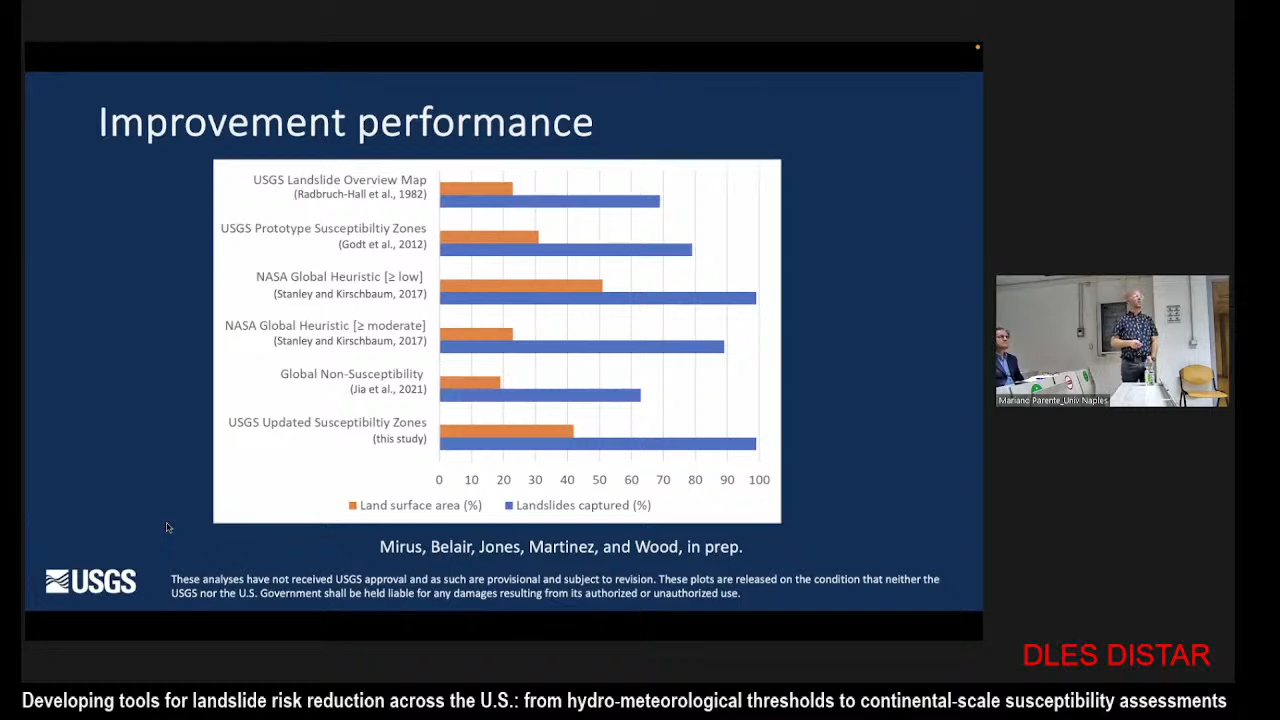 Improvement performance
USGS Landslide Overview Map
(Radbruch-Hall et al., 1982)
USGS Prototype Susceptibiltiy Zones
(Godt et al., 2012)
NASA Global Heuristic [≥ low]
(Stanley and Kirschbaum, 2017)
NASA Global Heuristic [≥ moderate]
(Stanley and Kirschbaum, 2017)
Global Non-Susceptibility
(Jia et al., 2021)
USGS Updated Susceptibiltiy Zones
(this study)
0 10 20 30 40 50 60 70 80 90 100
Land surface area (%) Landslides captured (%)
Mirus, Belair, Jones, Martinez, and Wood, in prep.
USGS
These analyses have not received USGS approval and as such are provisional and subject to revision. These plots are released on the condition that neither the
USGS nor the U.S. Government shall be held liable for any damages resulting from its authorized or unauthorized use.
Mariano Parente_Univ Naples
DLES DISTAR
Developing tools for landslide risk reduction across the U.S.: from hydro-meteorological thresholds to continental-scale susceptibility assessments